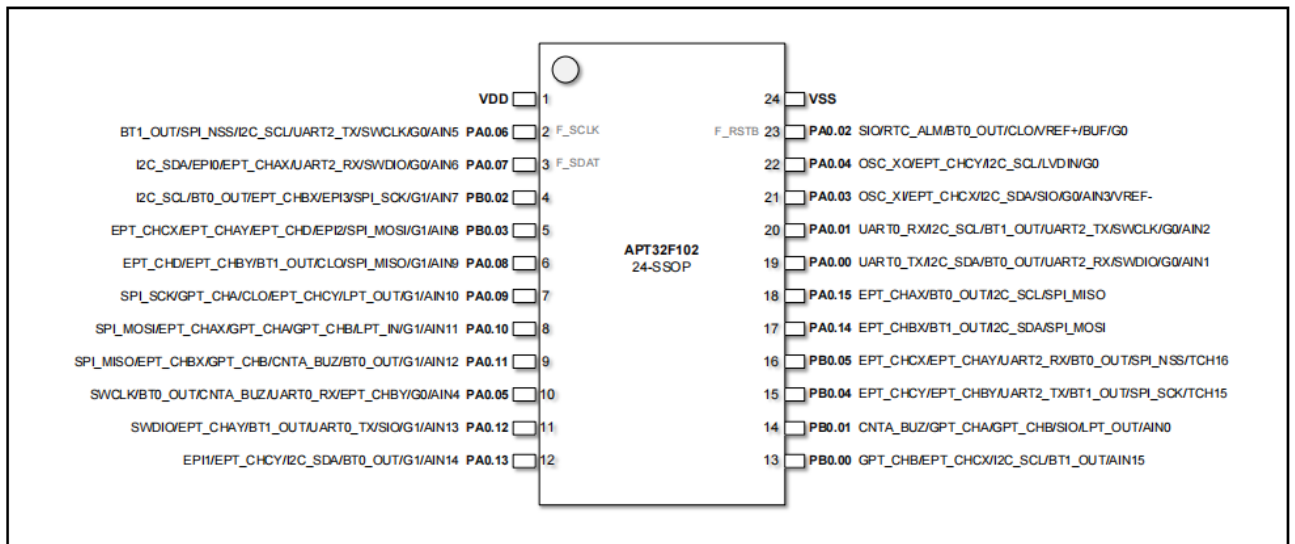 VDD 1
24 VSS
BT1_OUT/SPI_NSS/I2C_SCL/UART2_TX/SWCLK/G0/AIN5 PA0.06 2 F_SCLK
F_RSTB 23 PA0.02 SIO/RTC_ALM/BT0_OUT/CLO/VREF+/BUF/G0
I2C_SDA/EPI0/EPT_CHAX/UART2_RX/SWDIO/G0/AIN6 PA0.07 3 F_SDAT
22 PA0.04 OSC_XO/EPT_CHCY/I2C_SCL/LVDIN/G0
I2C_SCL/BT0_OUT/EPT_CHBX/EPI3/SPI_SCK/G1/AIN7 PB0.02 4
21 PA0.03 OSC_XI/EPT_CHCX/I2C_SDA/SIO/G0/AIN3/VREF-
EPT_CHCX/EPT_CHAY/EPT_CHD/EPI2/SPI_MOSI/G1/AIN8 PB0.03 5
20 PA0.01 UART0_RX/I2C_SCL/BT1_OUT/UART2_TX/SWCLK/G0/AIN2
APT32F102
24-SSOP
EPT_CHD/EPT_CHBY/BT1_OUT/CLO/SPI_MISO/G1/AIN9 PA0.08 6
19 PA0.00 UART0_TX/I2C_SDA/BT0_OUT/UART2_RX/SWDIO/G0/AIN1
SPI_SCK/GPT_CHA/CLO/EPT_CHCY/LPT_OUT/G1/AIN10 PA0.09 7
18 PA0.15 EPT_CHAX/BT0_OUT/I2C_SCL/SPI_MISO
SPI_MOSI/EPT_CHAX/GPT_CHA/GPT_CHB/LPT_IN/G1/AIN11 PA0.10 8
17 PA0.14 EPT_CHBX/BT1_OUT/I2C_SDA/SPI_MOSI
SPI_MISO/EPT_CHBX/GPT_CHB/CNTA_BUZ/BT0_OUT/G1/AIN12 PA0.11 9
16 PB0.05 EPT_CHCX/EPT_CHAY/UART2_RX/BT0_OUT/SPI_NSS/TCH16
SWCLK/BT0_OUT/CNTA_BUZ/UART0_RX/EPT_CHBY/G0/AIN4 PA0.05 10
15 PB0.04 EPT_CHCY/EPT_CHBY/UART2_TX/BT1_OUT/SPI_SCK/TCH15
SWDIO/EPT_CHAY/BT1_OUT/UART0_TX/SIO/G1/AIN13 PA0.12 11
14 PB0.01 CNTA_BUZ/GPT_CHA/GPT_CHB/SIO/LPT_OUT/AIN0
EPI1/EPT_CHCY/I2C_SDA/BT0_OUT/G1/AIN14 PA0.13 12
13 PB0.00 GPT_CHB/EPT_CHCX/I2C_SCL/BT1_OUT/AIN15